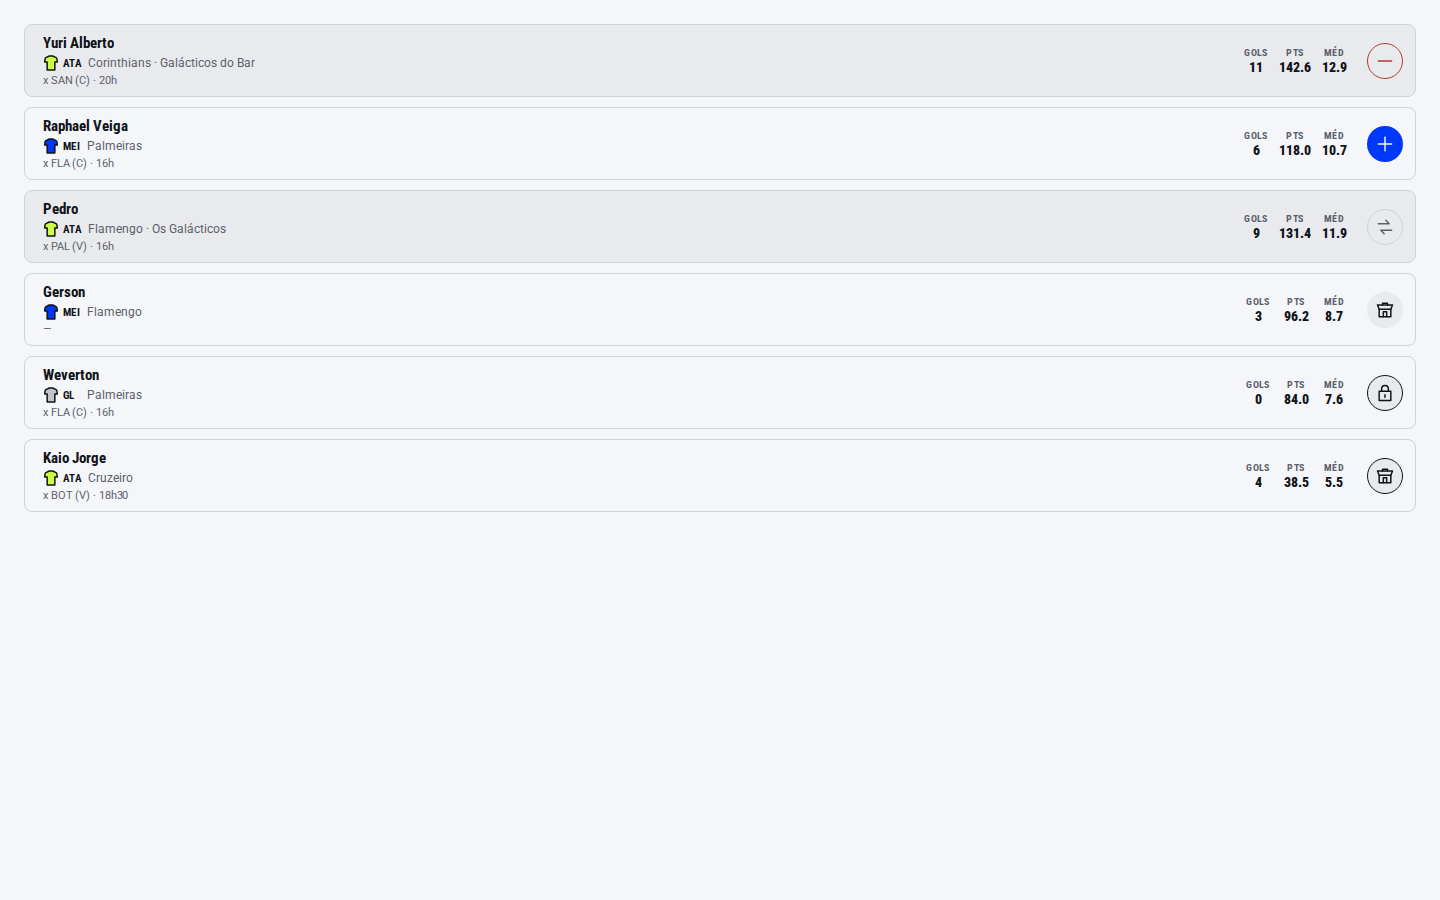 Yuri Alberto
ATA Corinthians · Galácticos do Bar
x SAN (C) · 20h
GOLS PTS MÉD
11 142.6 12.9
Raphael Veiga
MEI Palmeiras
x FLA (C) · 16h
GOLS PTS MÉD
6 118.0 10.7
Pedro
ATA Flamengo · Os Galácticos
x PAL (V) · 16h
GOLS PTS MÉD
9 131.4 11.9
Gerson
MEI Flamengo
—
GOLS PTS MÉD
3 96.2 8.7
Weverton
GL Palmeiras
x FLA (C) · 16h
GOLS PTS MÉD
0 84.0 7.6
Kaio Jorge
ATA Cruzeiro
x BOT (V) · 18h30
GOLS PTS MÉD
4 38.5 5.5